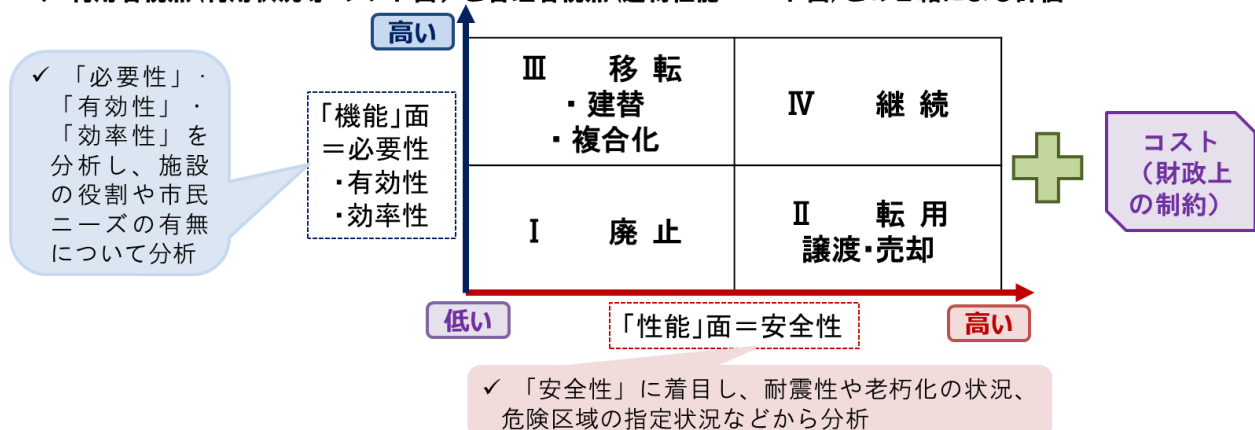 高い
✓ 「必要性」・
「有効性」・
「効率性」を
分析し、施設
の役割や市民
ニーズの有無
について分析
「機能」面
＝必要性
・有効性
・効率性
Ⅲ 移 転
・建替
・複合化
Ⅳ 継 続
Ⅰ 廃 止
Ⅱ 転 用
譲渡・売却
コスト
（財政上
の制約）
低い
「性能」面＝安全性
高い
✓ 「安全性」に着目し、耐震性や老朽化の状況、
危険区域の指定状況などから分析